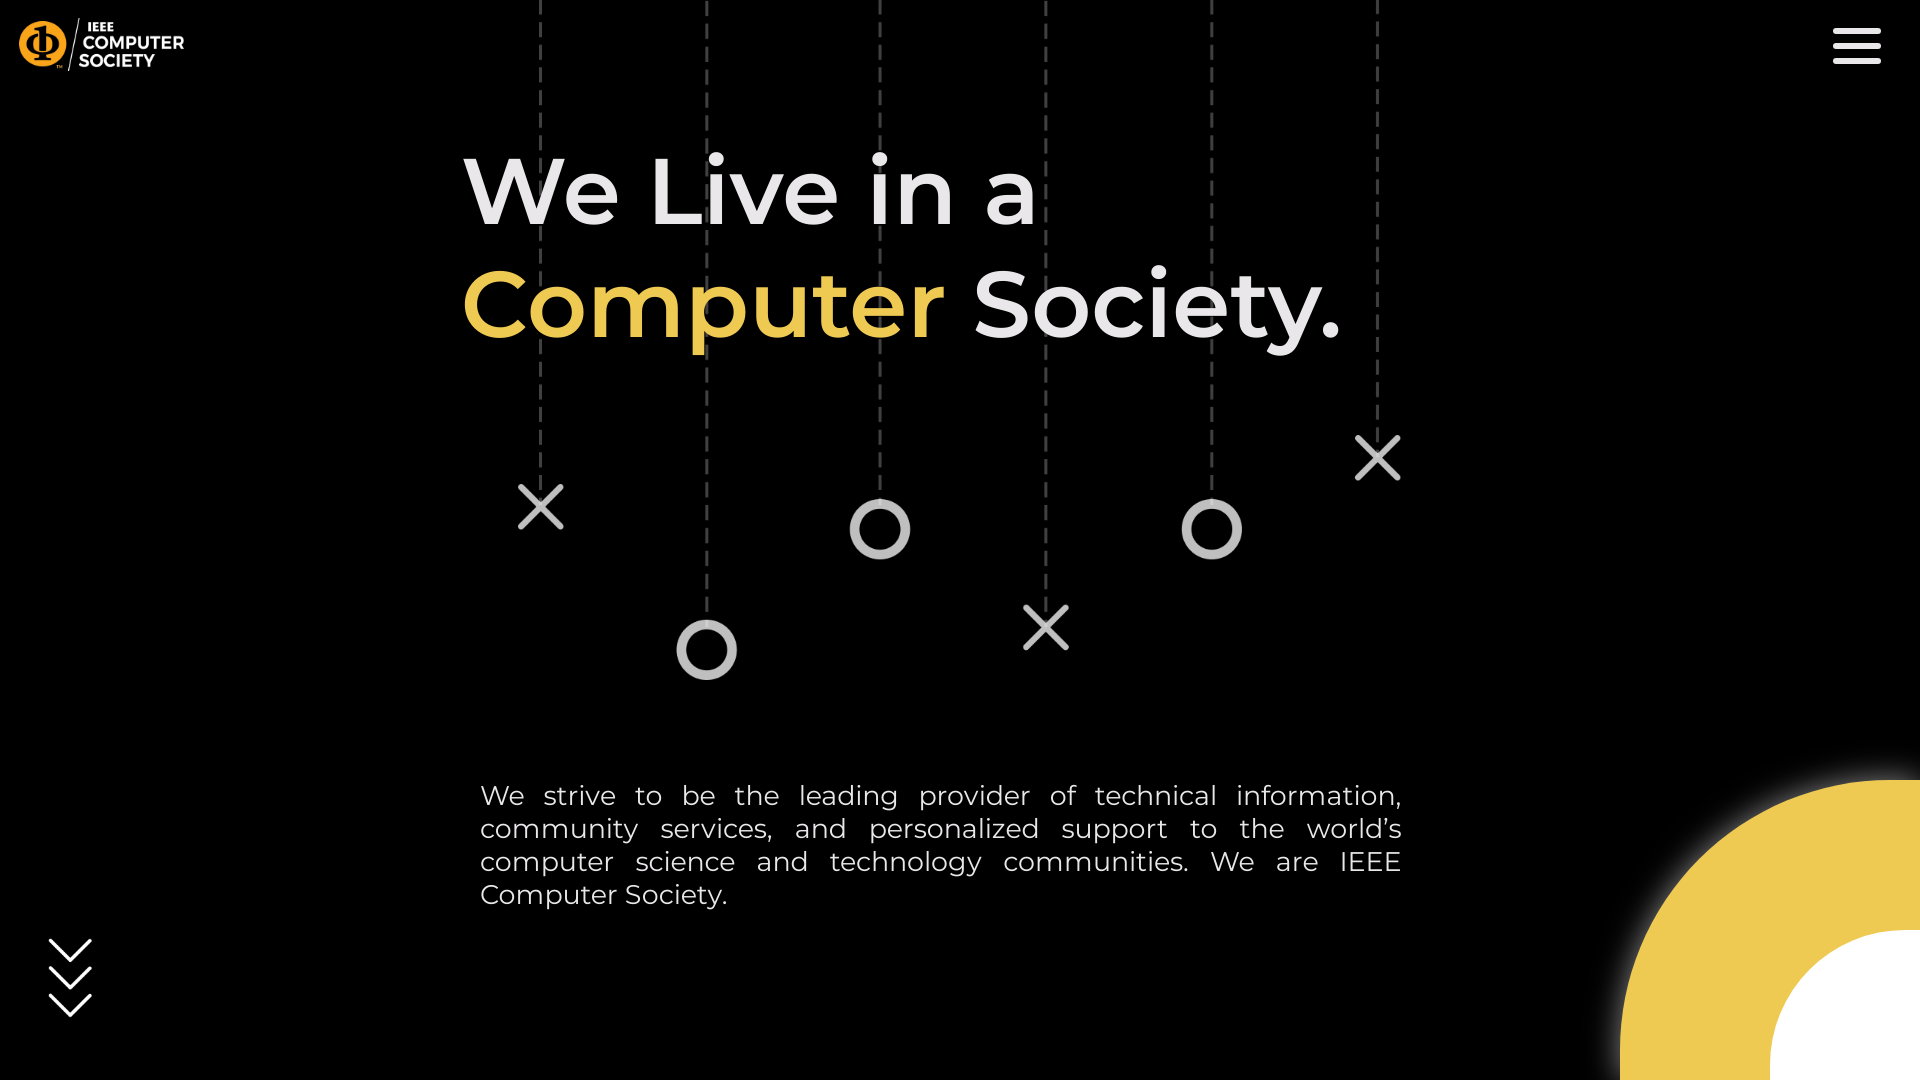 IEEE
COMPUTER
SOCIETY
TM
We Live in a
Computer Society.
We strive to be the leading provider of technical information,
community services, and personalized support to the world’s
computer science and technology communities. We are IEEE
Computer Society.